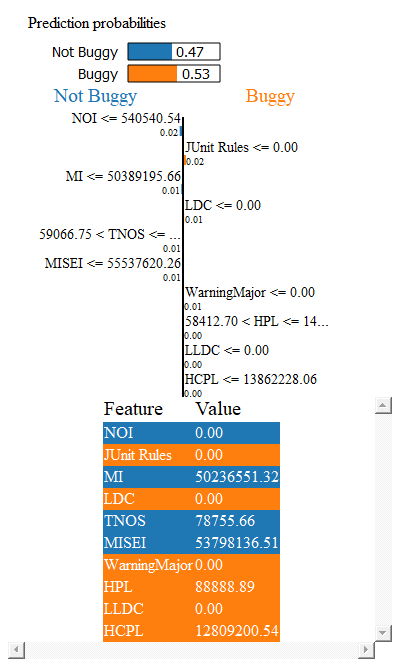 Prediction probabilities
Not Buggy 0.47
Buggy 0.53
Not Buggy Buggy
NOI <= 540540.54
0.02
JUnit Rules <= 0.00
0.02
MI <= 50389195.66
0.01
LDC <= 0.00
0.01
59066.75 < TNOS <= ...
0.01
MISEI <= 55537620.26
0.01
WarningMajor <= 0.00
0.01
58412.70 < HPL <= 14...
0.00
LLDC <= 0.00
0.00
HCPL <= 13862228.06
0.00
Feature Value
NOI 0.00
JUnit Rules 0.00
MI 50236551.32
LDC 0.00
TNOS 78755.66
MISEI 53798136.51
WarningMajor 0.00
HPL 88888.89
LLDC 0.00
HCPL 12809200.54